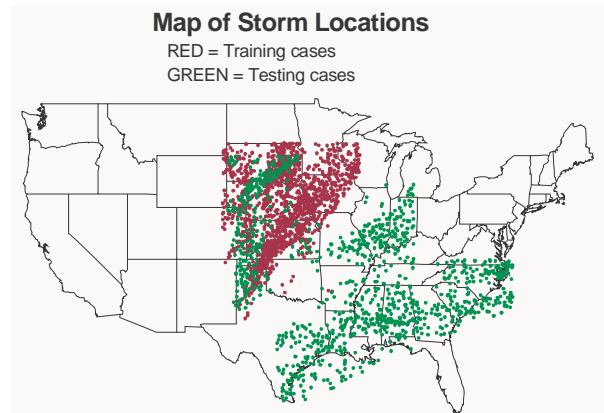 Map of Storm Locations
RED = Training cases
GREEN = Testing cases